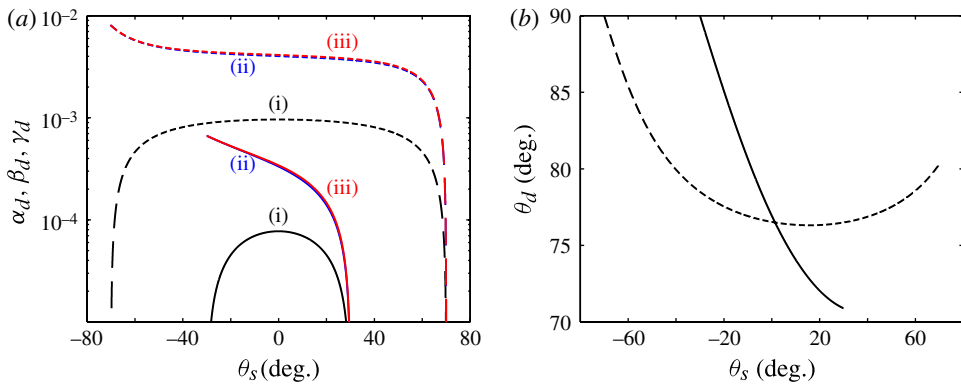 (a)
10⁻²
10⁻³
10⁻⁴
α_d, β_d, γ_d
(iii)
(ii)
(i)
(ii)
(iii)
(i)
−80 −40 0 40 80
θ_s (deg.)
(b)
90
85
80
75
70
θ_d (deg.)
−60 −20 20 60
θ_s (deg.)